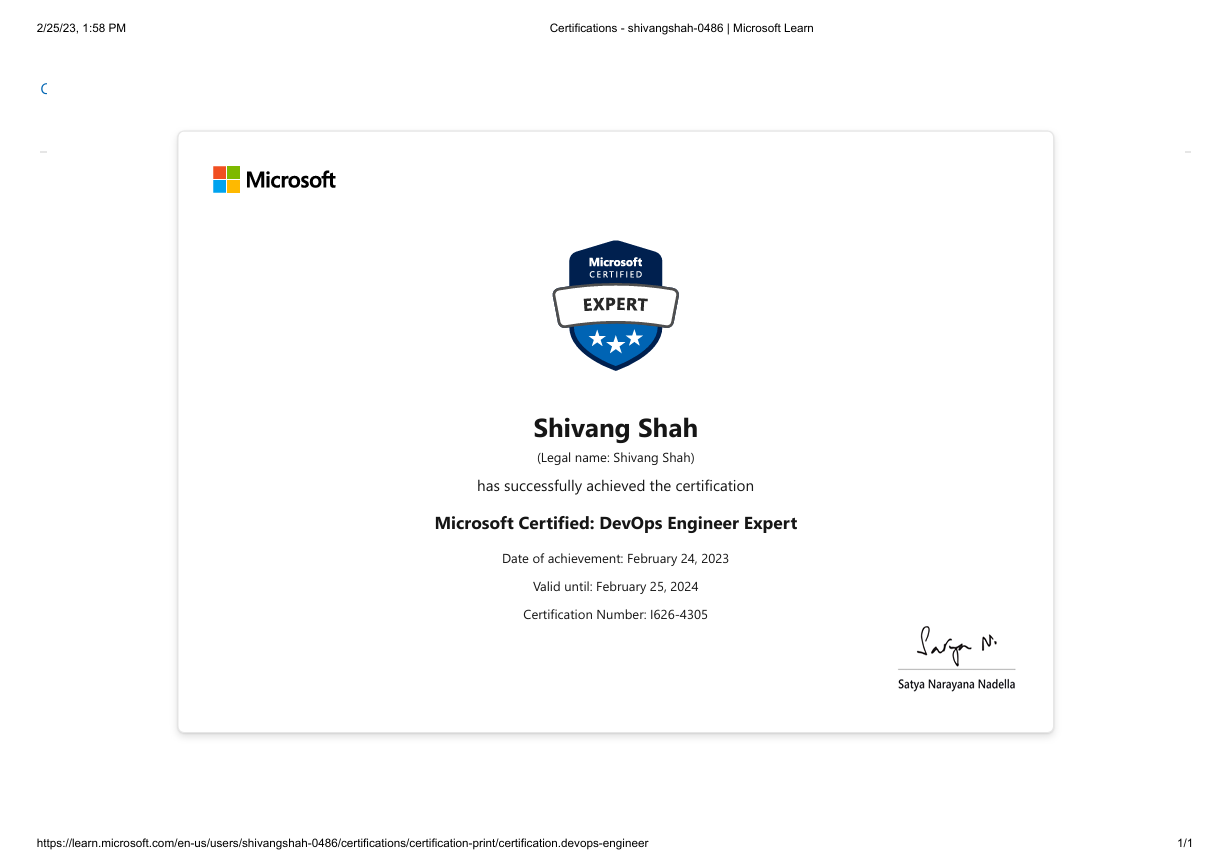 2/25/23, 1:58 PM
Certifications - shivangshah-0486 | Microsoft Learn
Microsoft
Microsoft
CERTIFIED
EXPERT
Shivang Shah
(Legal name: Shivang Shah)
has successfully achieved the certification
Microsoft Certified: DevOps Engineer Expert
Date of achievement: February 24, 2023
Valid until: February 25, 2024
Certification Number: I626-4305
Satya N.
Satya Narayana Nadella
https://learn.microsoft.com/en-us/users/shivangshah-0486/certifications/certification-print/certification.devops-engineer
1/1